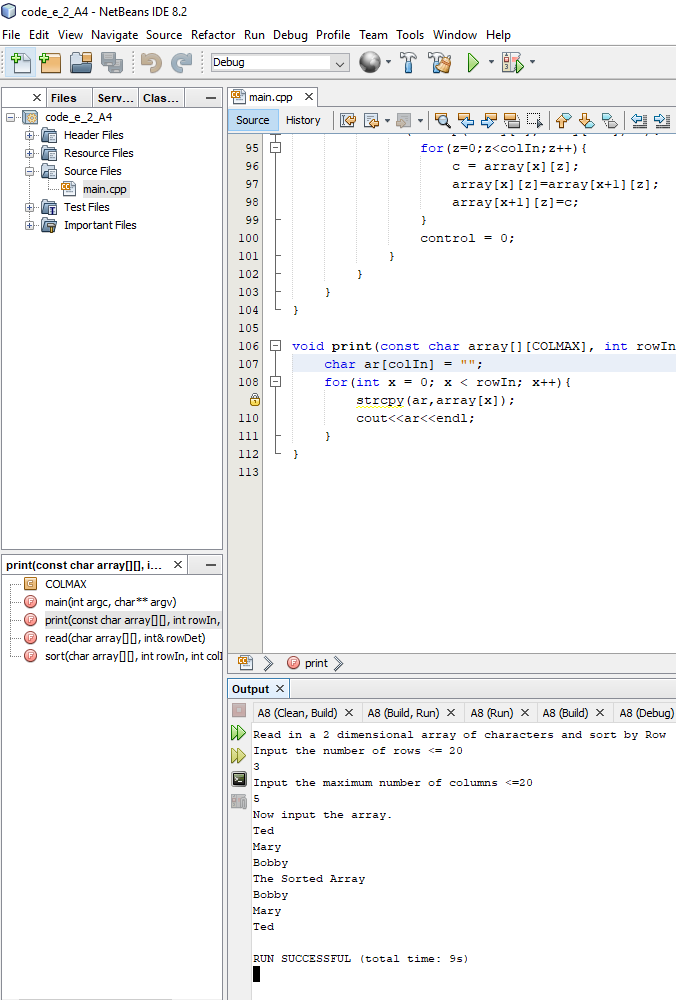 code_e_2_A4 - NetBeans IDE 8.2
File Edit View Navigate Source Refactor Run Debug Profile Team Tools Window Help
Debug
Files Serv... Clas...
code_e_2_A4
Header Files
Resource Files
Source Files
main.cpp
Test Files
Important Files
main.cpp
Source History
95 for(z=0;z<colIn;z++){
96 c = array[x][z];
97 array[x][z]=array[x+1][z];
98 array[x+1][z]=c;
99 }
100 control = 0;
101 }
102 }
103 }
104 }
105
106 void print(const char array[][COLMAX], int rowIn
107 char ar[colIn] = "";
108 for(int x = 0; x < rowIn; x++){
strcpy(ar,array[x]);
110 cout<<ar<<endl;
111 }
112 }
113
print(const char array[][], i...
COLMAX
main(int argc, char** argv)
print(const char array[][], int rowIn,
read(char array[][], int& rowDet)
sort(char array[][], int rowIn, int col
print
Output
A8 (Clean, Build) A8 (Build, Run) A8 (Run) A8 (Build) A8 (Debug)
Read in a 2 dimensional array of characters and sort by Row
Input the number of rows <= 20
3
Input the maximum number of columns <=20
5
Now input the array.
Ted
Mary
Bobby
The Sorted Array
Bobby
Mary
Ted
RUN SUCCESSFUL (total time: 9s)